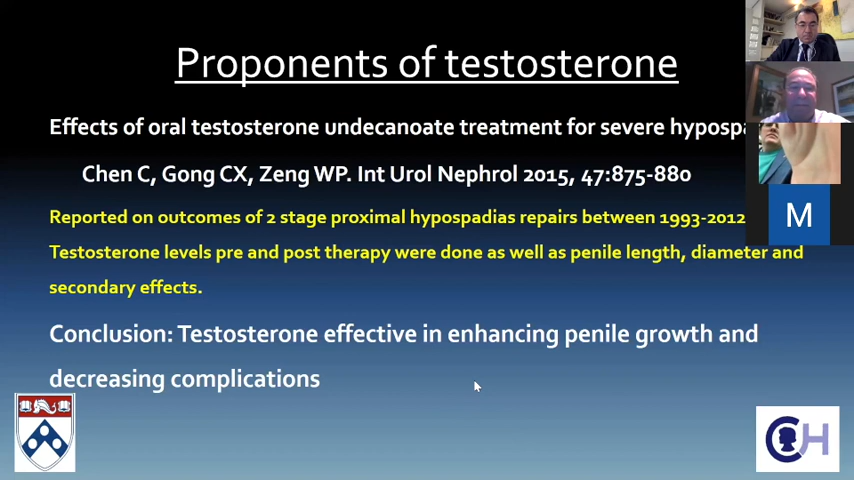 Proponents of testosterone
Effects of oral testosterone undecanoate treatment for severe
Chen C, Gong CX, Zeng WP. Int Urol Nephrol 2015, 47:875-880
Reported on outcomes of 2 stage proximal hypospadias repairs between 1993-2012
Testosterone levels pre and post therapy were done as well as penile length, diameter and
secondary effects.
Conclusion: Testosterone effective in enhancing penile growth and
decreasing complications
M
CH